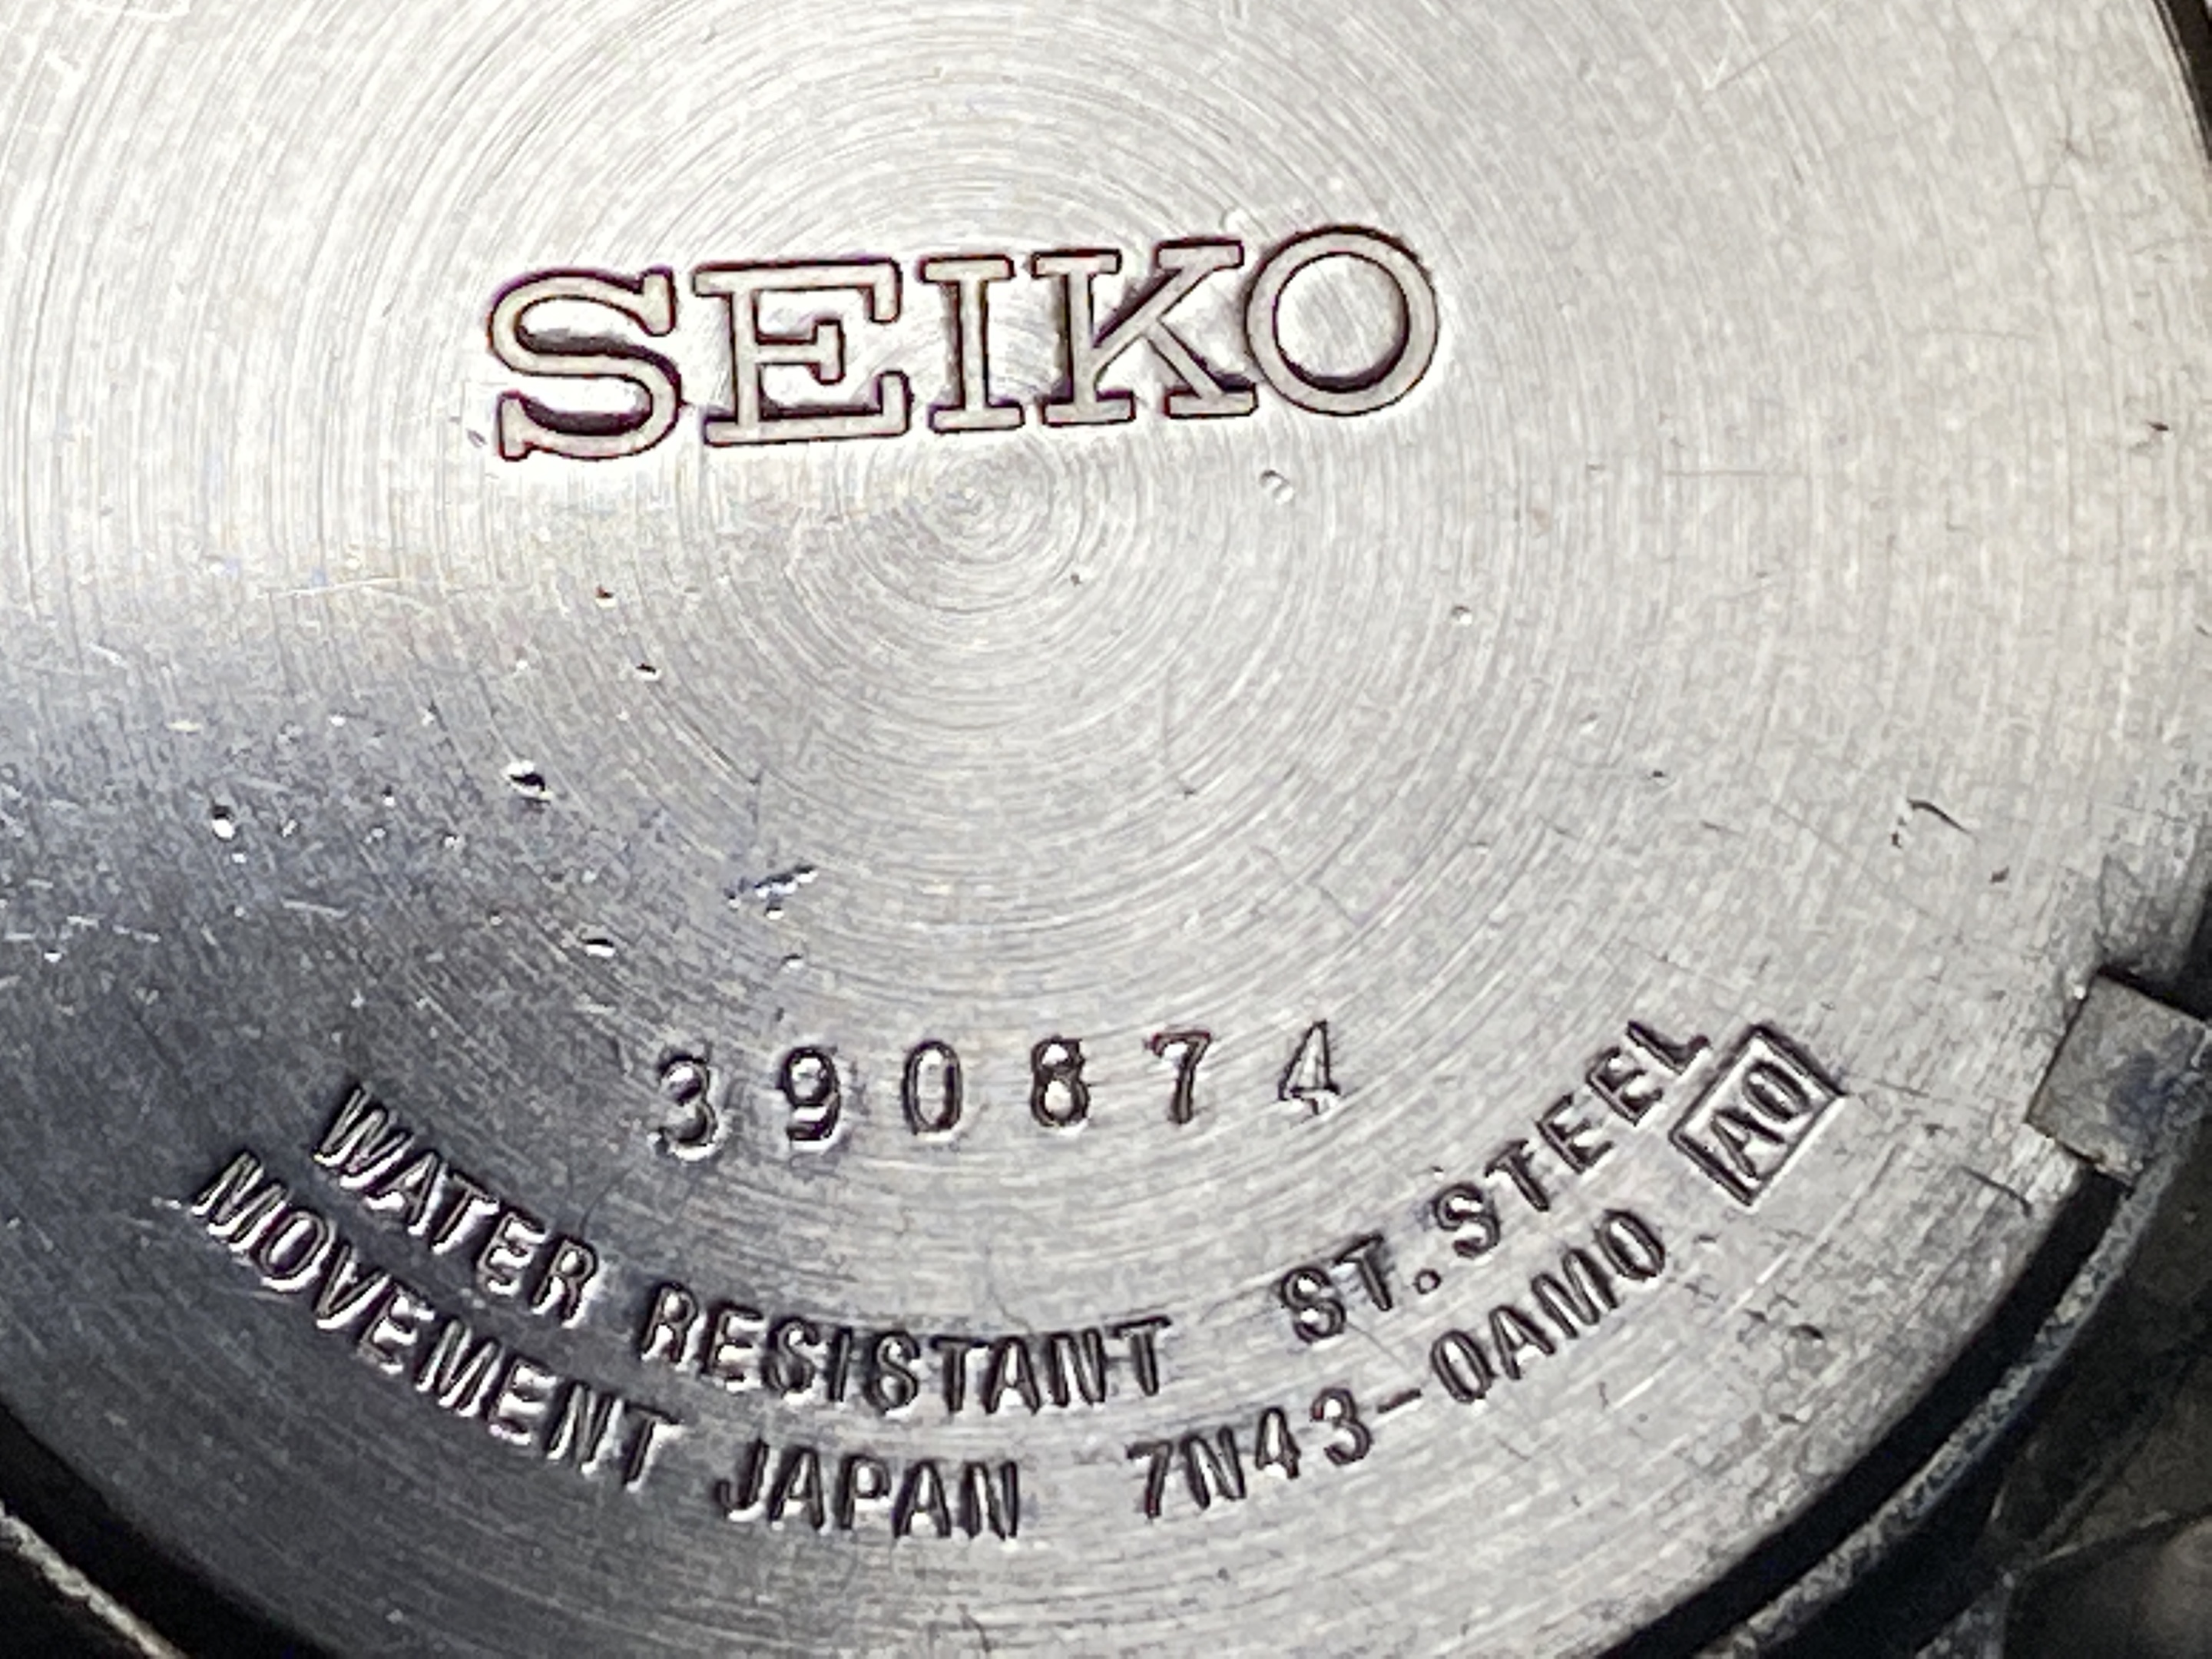 SEIKO
390874
WATER RESISTANT ST.STEEL
MOVEMENT JAPAN 7N43-0AM0 A0